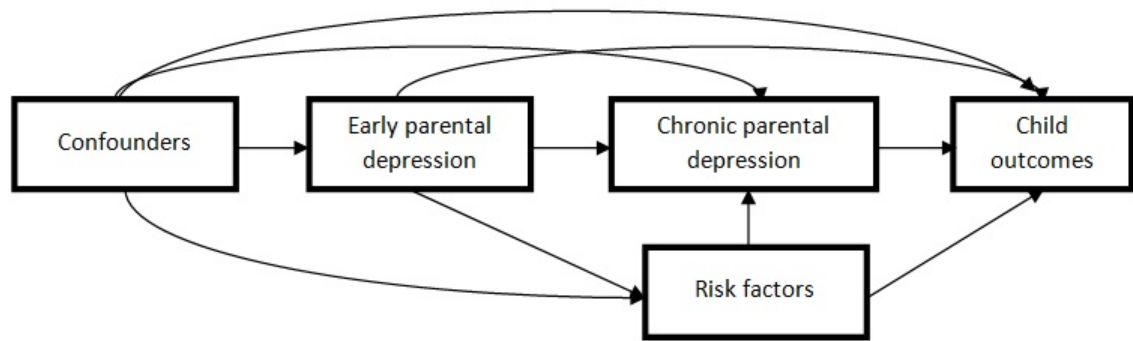 Confounders
Early parental
depression
Chronic parental
depression
Child
outcomes
Risk factors